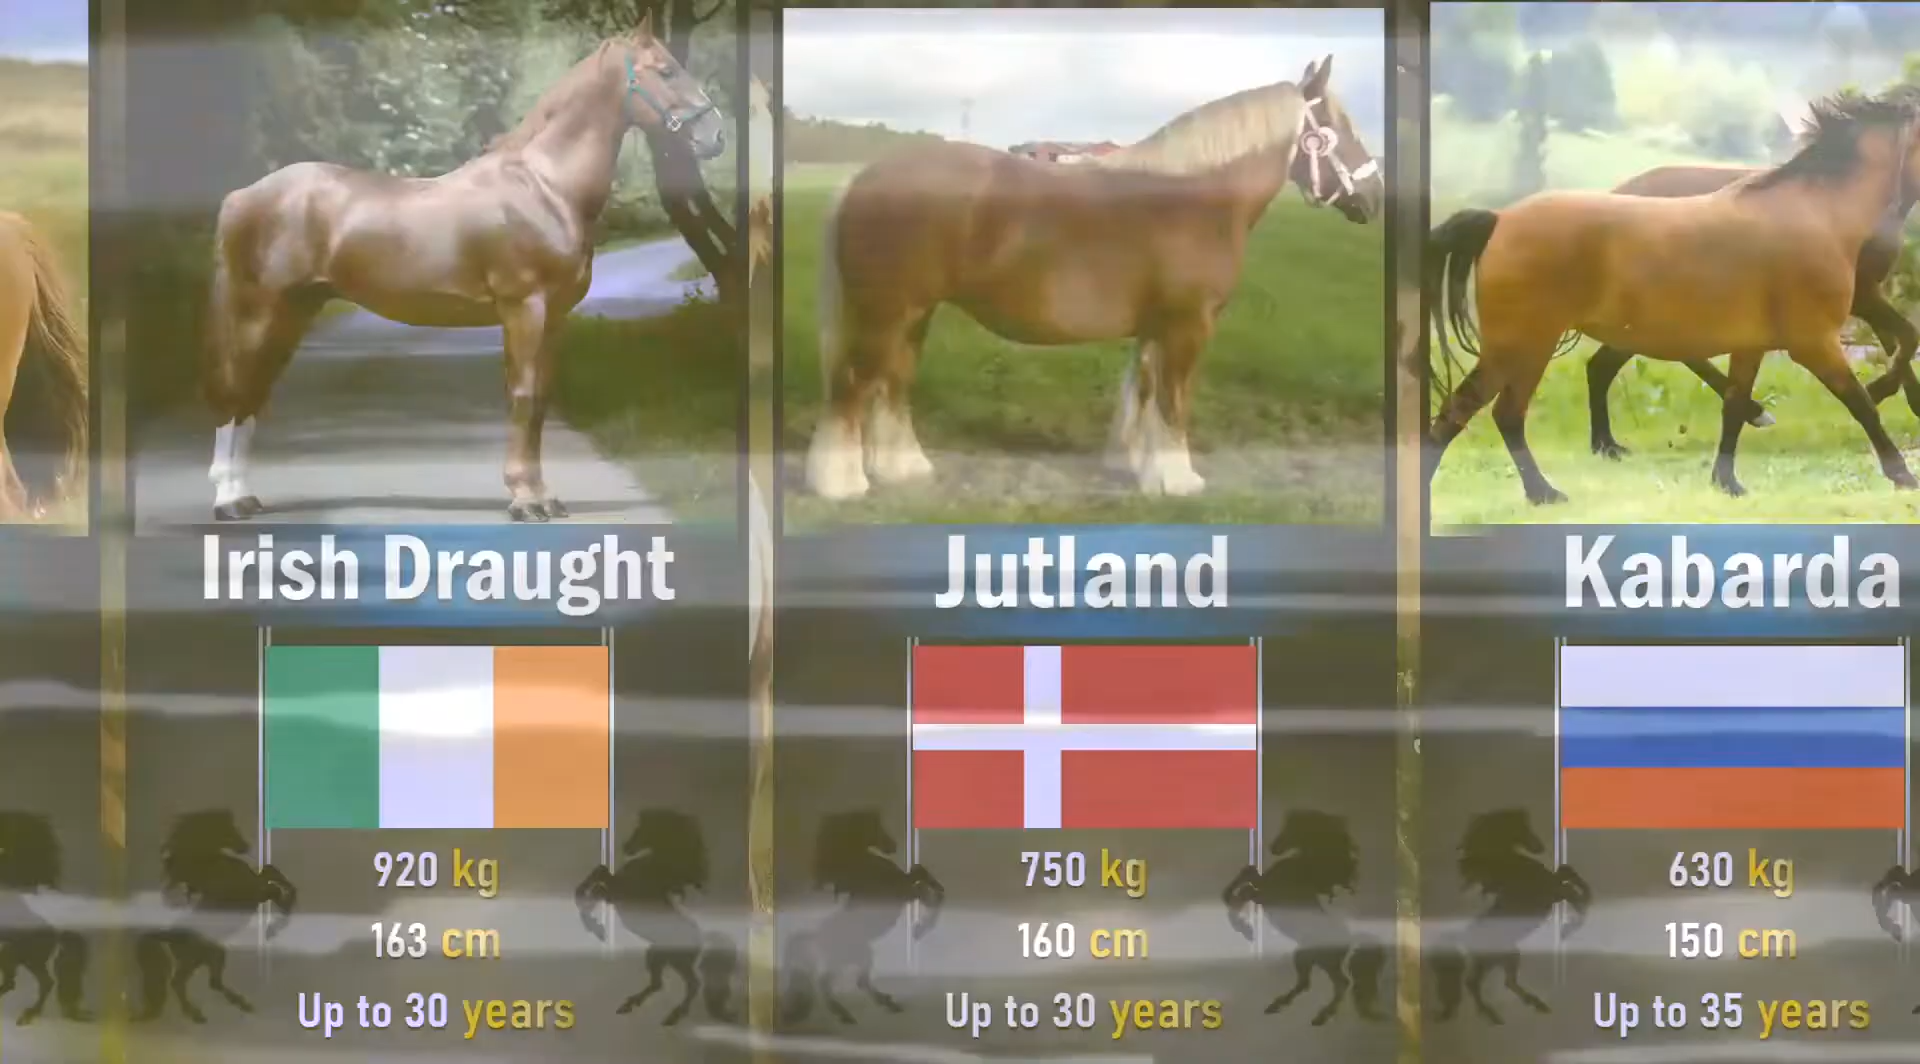 Irish Draught
920 kg
163 cm
Up to 30 years
Jutland
750 kg
160 cm
Up to 30 years
Kabarda
630 kg
150 cm
Up to 35 years